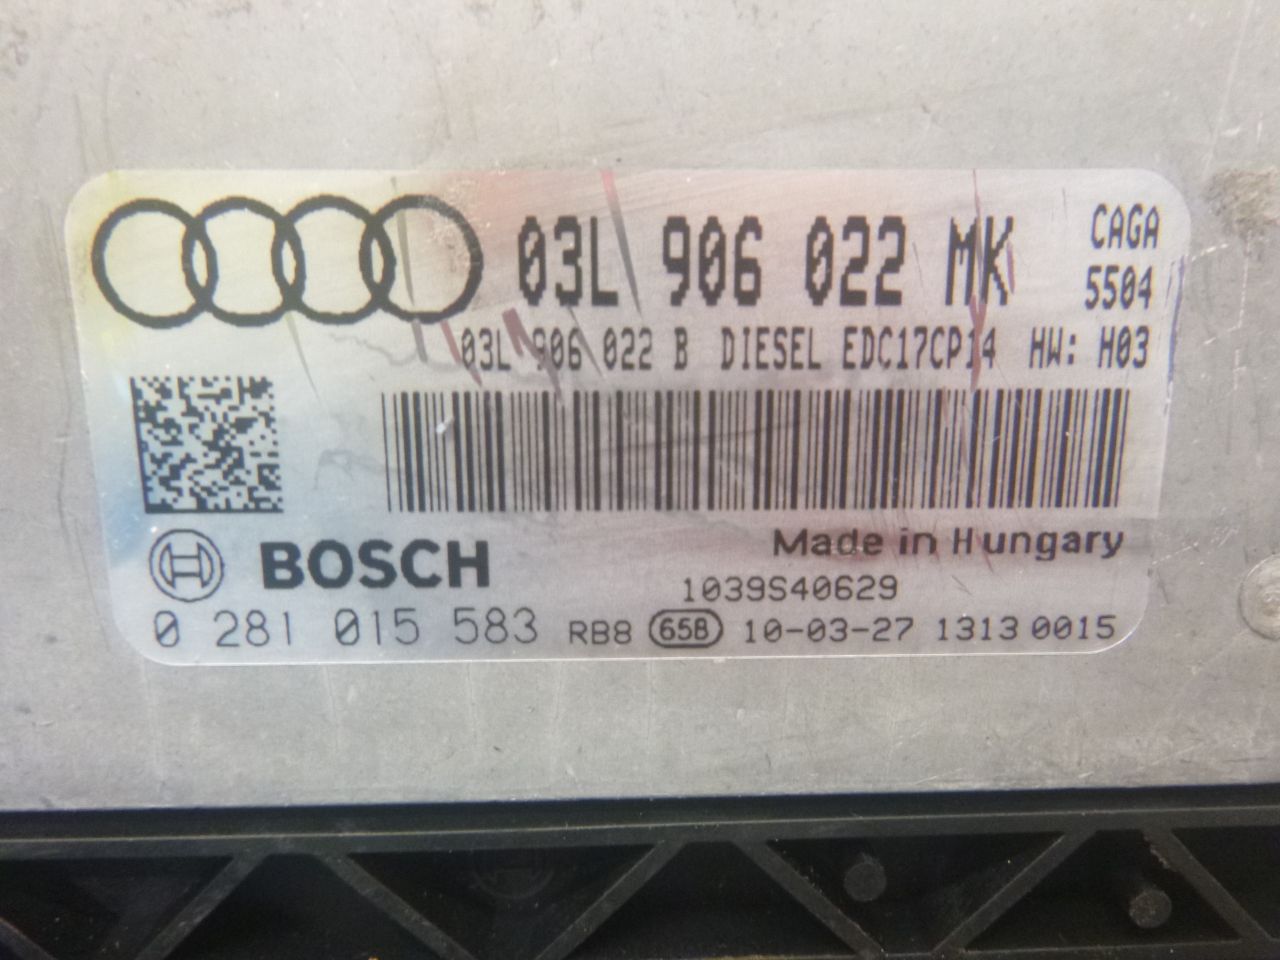 03L 906 022 MK CAGA
5504
03L 906 022 B DIESEL EDC17CP14 HW: H03
BOSCH
Made in Hungary
1039S40629
0 281 015 583 RB8 65B 10-03-27 1313 0015